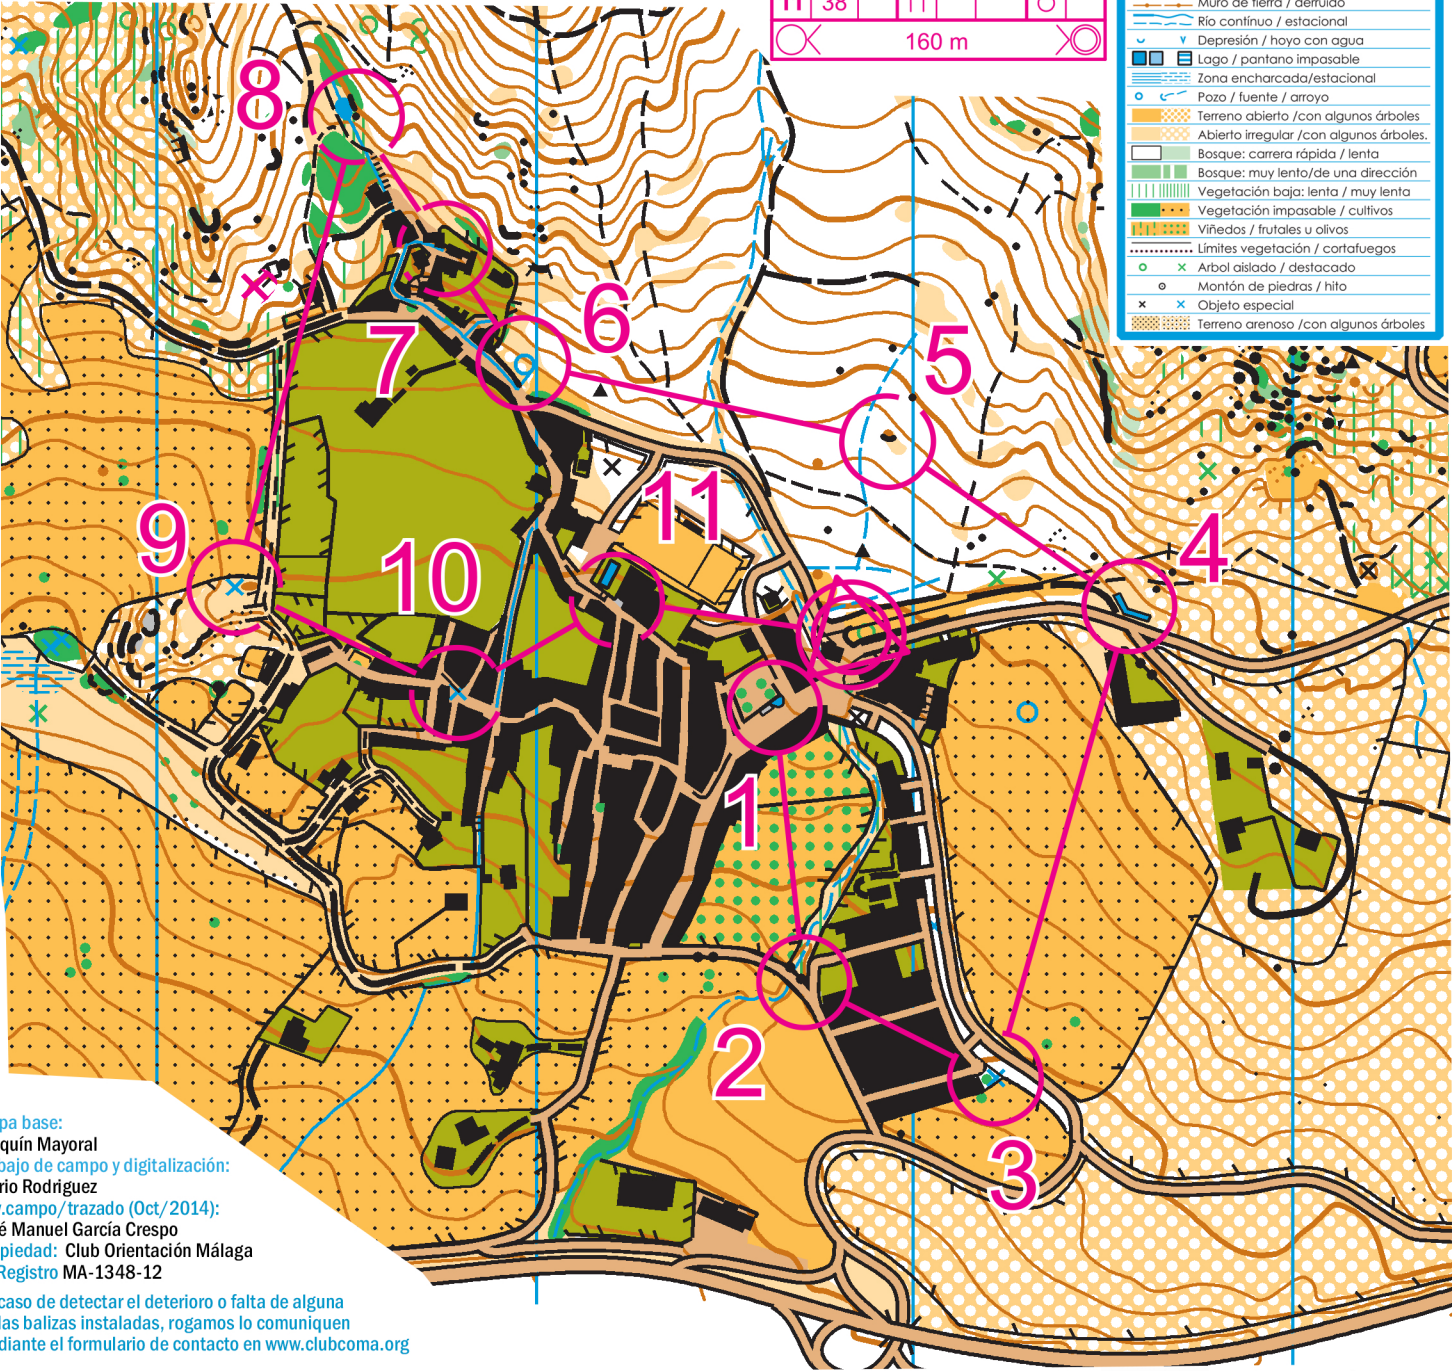 11 38
160 m
Muro de tierra / derruido
Río contínuo / estacional
Depresión / hoyo con agua
Lago / pantano impasable
Zona encharcada/estacional
Pozo / fuente / arroyo
Terreno abierto /con algunos árboles
Abierto irregular /con algunos árboles.
Bosque: carrera rápida / lenta
Bosque: muy lento/de una dirección
Vegetación baja: lenta / muy lenta
Vegetación impasable / cultivos
Viñedos / frutales u olivos
Límites vegetación / cortafuegos
Arbol aislado / destacado
Montón de piedras / hito
Objeto especial
Terreno arenoso /con algunos árboles
8
6
7
5
11
9
10
4
1
2
3
pa base:
quín Mayoral
bajo de campo y digitalización:
rio Rodriguez
.campo/trazado (Oct/2014):
é Manuel García Crespo
piedad: Club Orientación Málaga
Registro MA-1348-12
caso de detectar el deterioro o falta de alguna
las balizas instaladas, rogamos lo comuniquen
diante el formulario de contacto en www.clubcoma.org